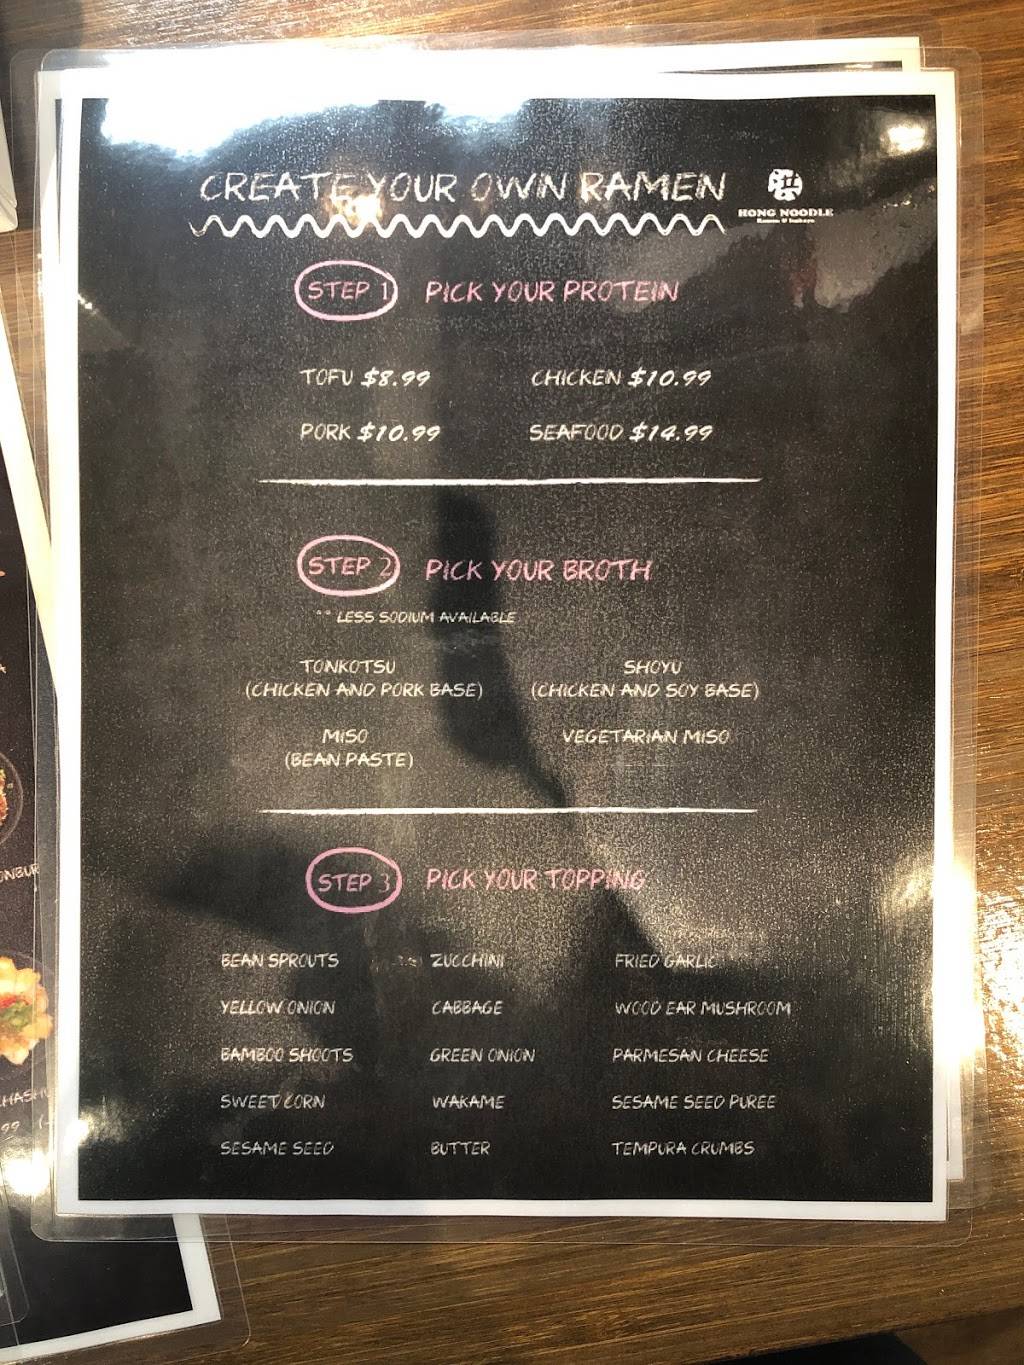 CREATE YOUR OWN RAMEN
HONG NOODLE
Ramen & Izakaya
STEP 1 PICK YOUR PROTEIN
TOFU $8.99 CHICKEN $10.99
PORK $10.99 SEAFOOD $14.99
STEP 2 PICK YOUR BROTH
** LESS SODIUM AVAILABLE
TONKOTSU SHOYU
(CHICKEN AND PORK BASE) (CHICKEN AND SOY BASE)
MISO VEGETARIAN MISO
(BEAN PASTE)
STEP 3 PICK YOUR TOPPING
BEAN SPROUTS ZUCCHINI FRIED GARLIC
YELLOW ONION CABBAGE WOOD EAR MUSHROOM
BAMBOO SHOOTS GREEN ONION PARMESAN CHEESE
SWEET CORN WAKAME SESAME SEED PUREE
SESAME SEED BUTTER TEMPURA CRUMBS